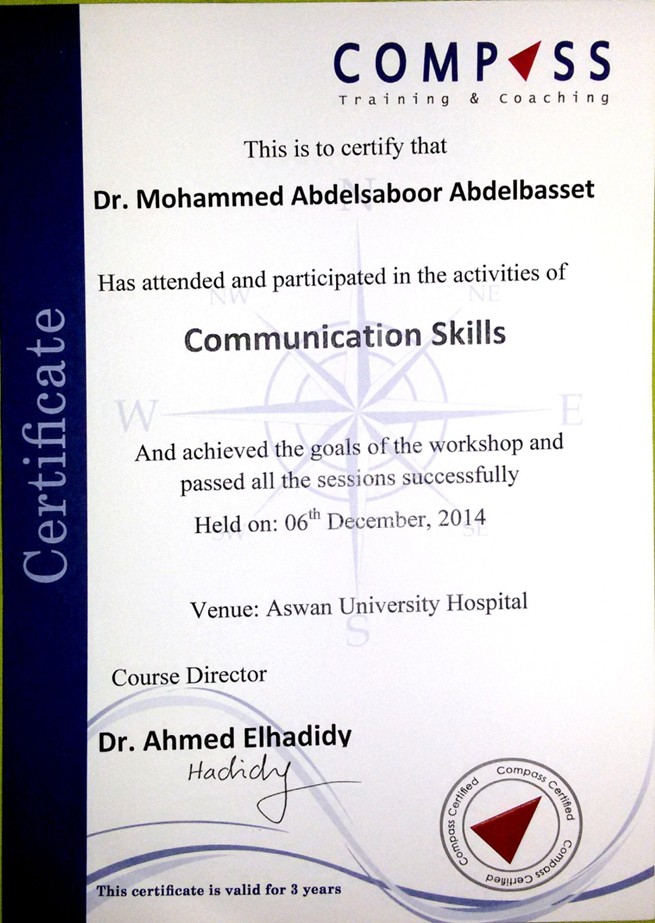 COMPASS
Training & Coaching
This is to certify that
Dr. Mohammed Abdelsaboor Abdelbasset
N
Has attended and participated in the activities of
NW NE
Communication Skills
W E
And achieved the goals of the workshop and
passed all the sessions successfully
Held on: 06th December, 2014
SW SE
Venue: Aswan University Hospital
S
Course Director
Dr. Ahmed Elhadidy
Hadidy
Compass Certified Compass Certified Compass Certified Compass Certified
This certificate is valid for 3 years
Certificate